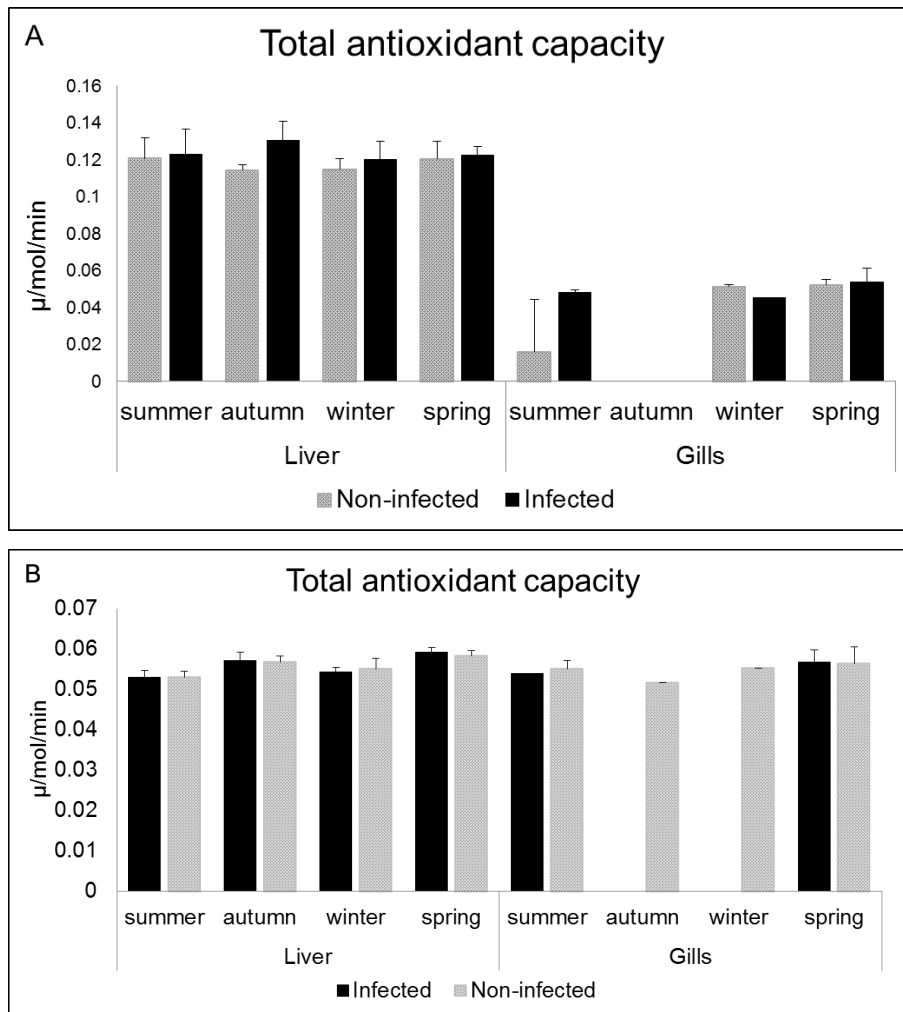 A
Total antioxidant capacity
0.16
0.14
0.12
0.1
0.08
0.06
0.04
0.02
0
µ/mol/min
summer autumn winter spring summer autumn winter spring
Liver Gills
Non-infected Infected
B
Total antioxidant capacity
0.07
0.06
0.05
0.04
0.03
0.02
0.01
0
µ/mol/min
summer autumn winter spring summer autumn winter spring
Liver Gills
Infected Non-infected